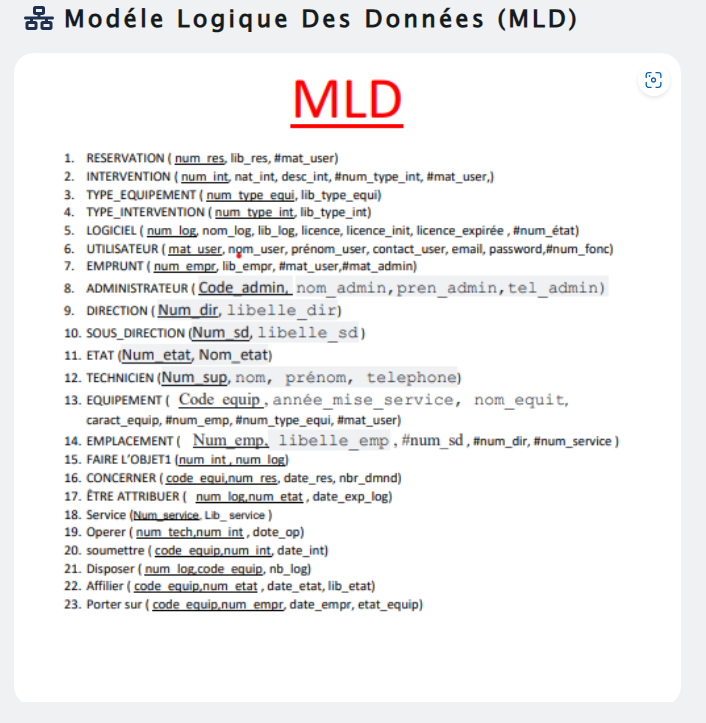 Modéle Logique Des Données (MLD)
MLD
1. RESERVATION ( num_res, lib_res, #mat_user)
2. INTERVENTION ( num_int, nat_int, desc_int, #num_type_int, #mat_user,)
3. TYPE_EQUIPEMENT ( num_type_equi, lib_type_equi)
4. TYPE_INTERVENTION ( num_type_int, lib_type_int)
5. LOGICIEL ( num_log, nom_log, lib_log, licence, licence_init, licence_expirée , #num_état)
6. UTILISATEUR ( mat_user, nom_user, prénom_user, contact_user, email, password,#num_fonc)
7. EMPRUNT ( num_empr, lib_empr, #mat_user,#mat_admin)
8. ADMINISTRATEUR ( Code_admin, nom_admin,pren_admin,tel_admin)
9. DIRECTION ( Num_dir, libelle_dir)
10. SOUS_DIRECTION (Num_sd, libelle_sd)
11. ETAT (Num_etat, Nom_etat)
12. TECHNICIEN (Num_sup, nom, prénom, telephone)
13. EQUIPEMENT ( Code_equip , année_mise_service, nom_equit,
caract_equip, #num_emp, #num_type_equi, #mat_user)
14. EMPLACEMENT ( Num_emp, libelle_emp , #num_sd , #num_dir, #num_service )
15. FAIRE L’OBJET1 (num_int , num_log)
16. CONCERNER ( code_equi,num_res, date_res, nbr_dmnd)
17. ÊTRE ATTRIBUER ( num_log,num_etat , date_exp_log)
18. Service (Num_service, Lib_ service )
19. Operer ( num_tech,num_int , dote_op)
20. soumettre ( code_equip,num_int, date_int)
21. Disposer ( num_log,code_equip, nb_log)
22. Affilier ( code_equip,num_etat , date_etat, lib_etat)
23. Porter sur ( code_equip,num_empr, date_empr, etat_equip)